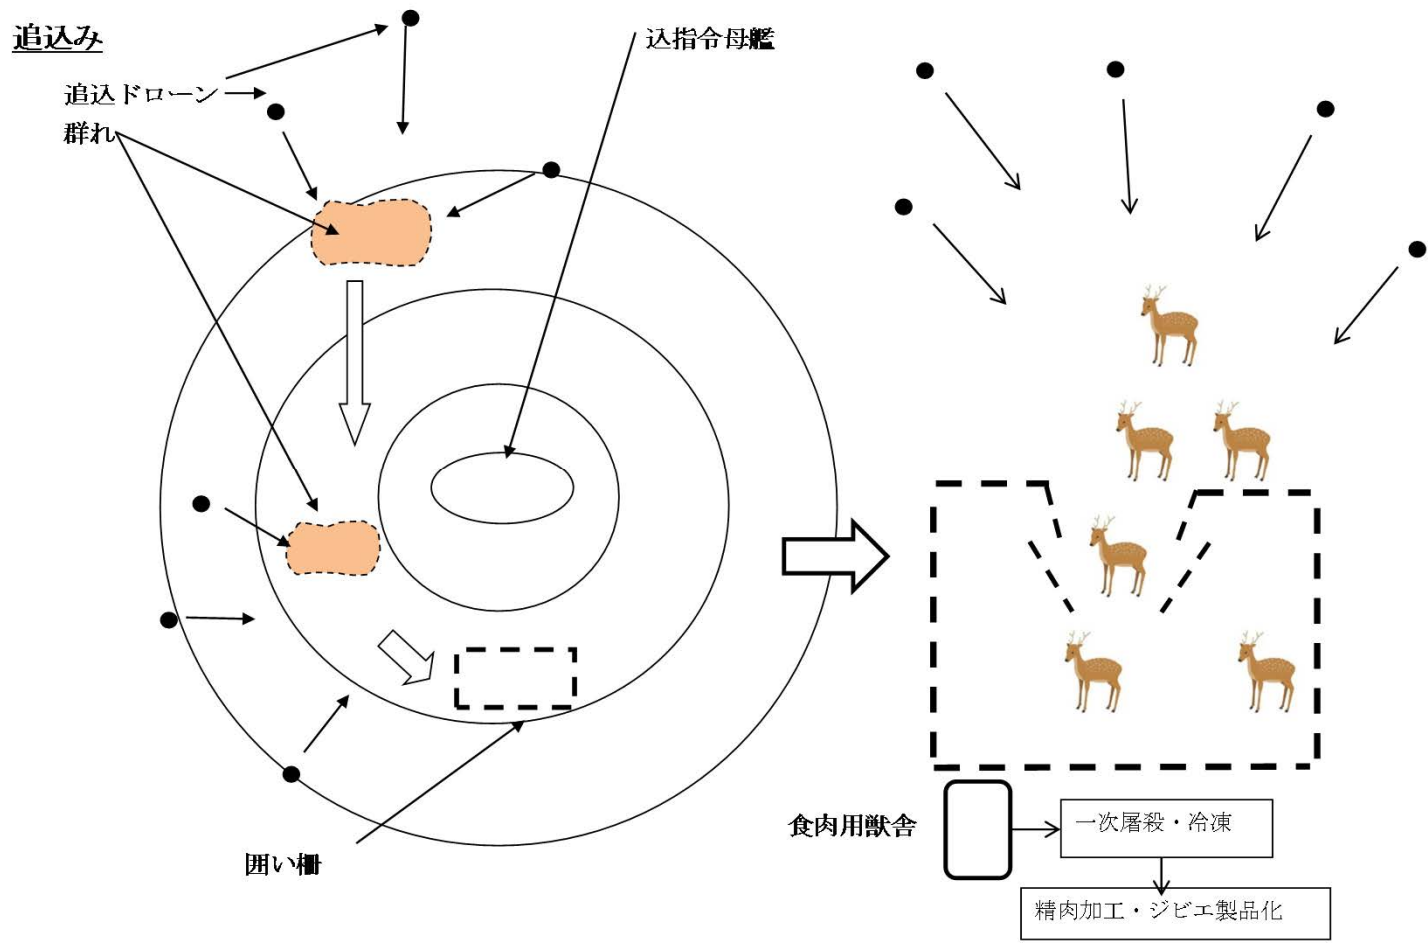 追込み
込指令母艦
追込ドローン
群れ
囲い柵
食肉用獣舎
一次屠殺・冷凍
精肉加工・ジビエ製品化